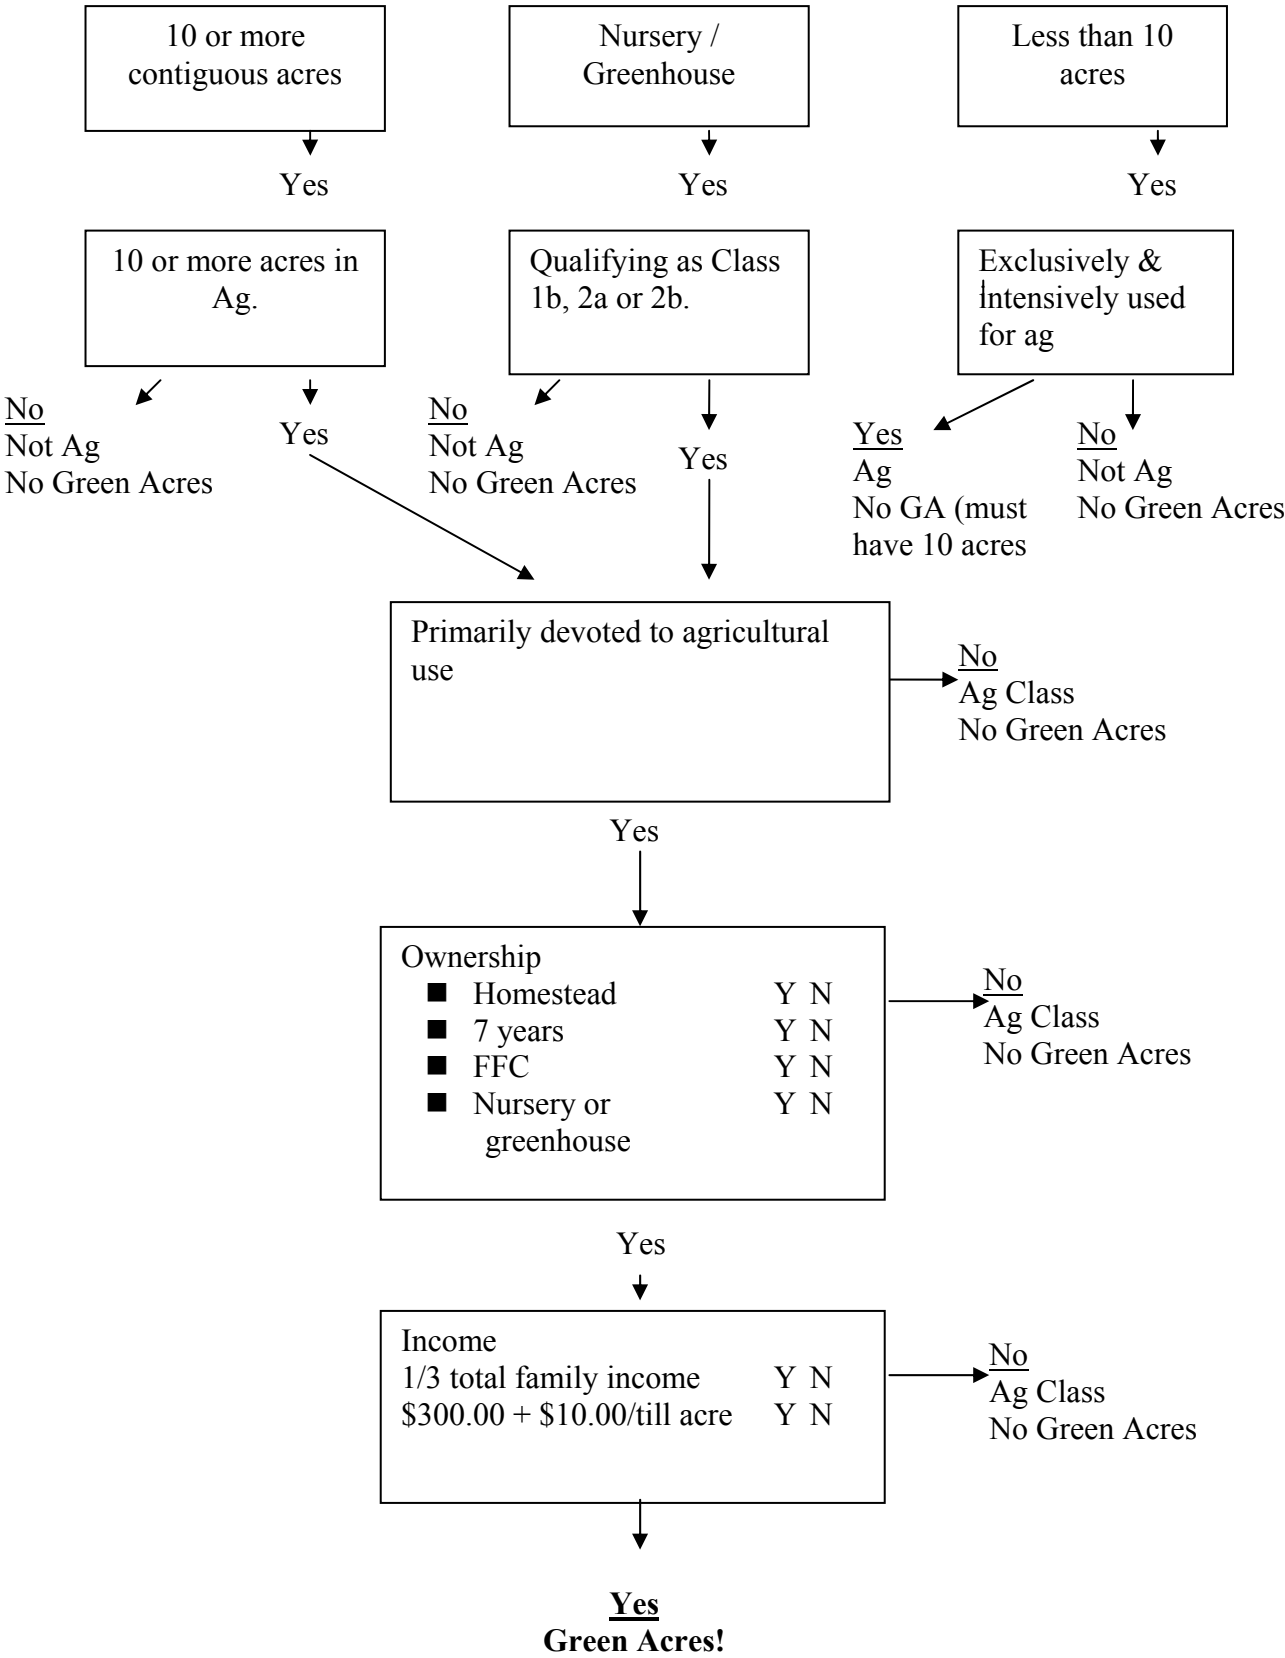 10 or more
contiguous acres
Nursery /
Greenhouse
Less than 10
acres
Yes
Yes
Yes
10 or more acres in
Ag.
Qualifying as Class
1b, 2a or 2b.
Exclusively &
intensively used
for ag
No
Not Ag
No Green Acres
Yes
No
Not Ag
No Green Acres
Yes
Yes
Ag
No GA (must
have 10 acres
No
Not Ag
No Green Acres
Primarily devoted to agricultural
use
No
Ag Class
No Green Acres
Yes
Ownership
■ Homestead Y N
■ 7 years Y N
■ FFC Y N
■ Nursery or Y N
greenhouse
No
Ag Class
No Green Acres
Yes
Income
1/3 total family income Y N
$300.00 + $10.00/till acre Y N
No
Ag Class
No Green Acres
Yes
Green Acres!